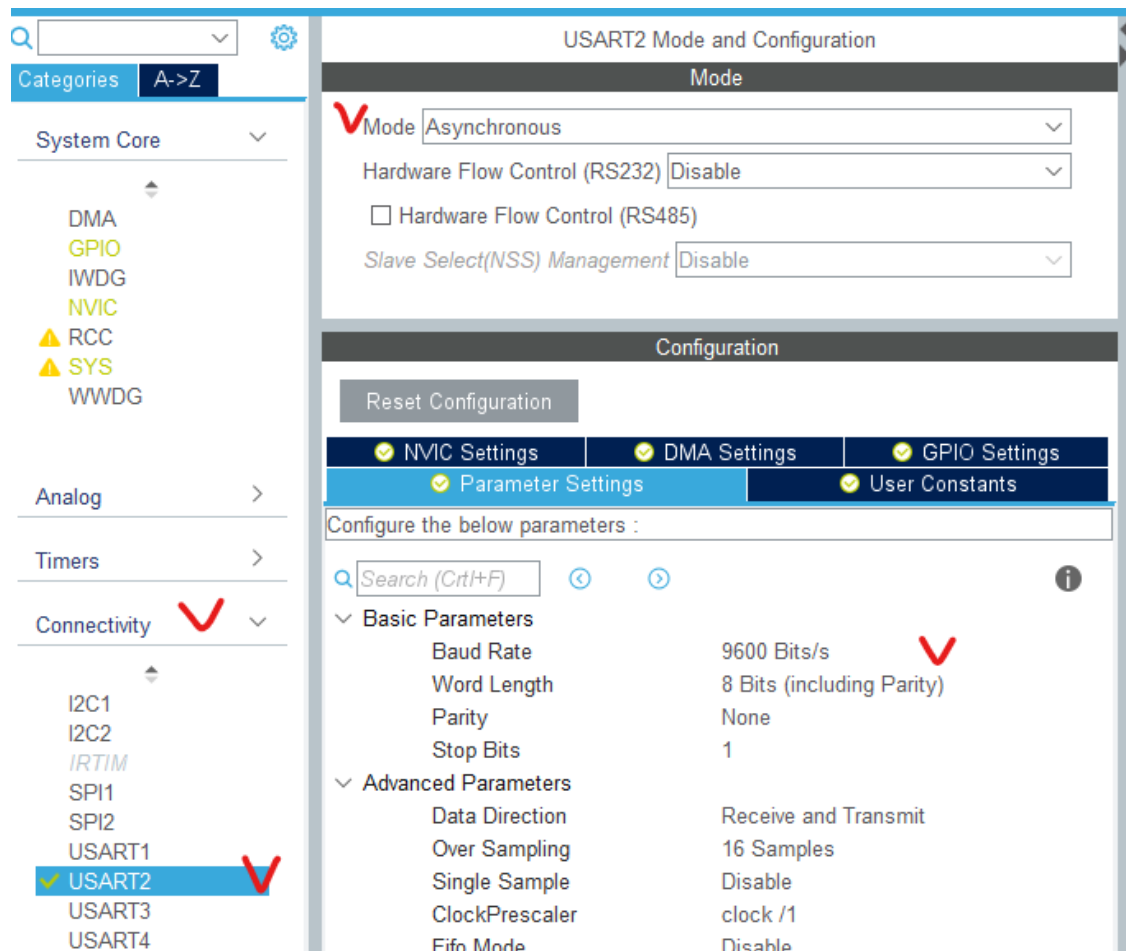 Categories A->Z
System Core
DMA
GPIO
IWDG
NVIC
RCC
SYS
WWDG
Analog
Timers
Connectivity
I2C1
I2C2
IRTIM
SPI1
SPI2
USART1
USART2
USART3
USART4
USART2 Mode and Configuration
Mode
Mode Asynchronous
Hardware Flow Control (RS232) Disable
Hardware Flow Control (RS485)
Slave Select(NSS) Management Disable
Configuration
Reset Configuration
NVIC Settings DMA Settings GPIO Settings
Parameter Settings User Constants
Configure the below parameters :
Search (Crtl+F)
Basic Parameters
Baud Rate 9600 Bits/s
Word Length 8 Bits (including Parity)
Parity None
Stop Bits 1
Advanced Parameters
Data Direction Receive and Transmit
Over Sampling 16 Samples
Single Sample Disable
ClockPrescaler clock /1
Fifo Mode Disable